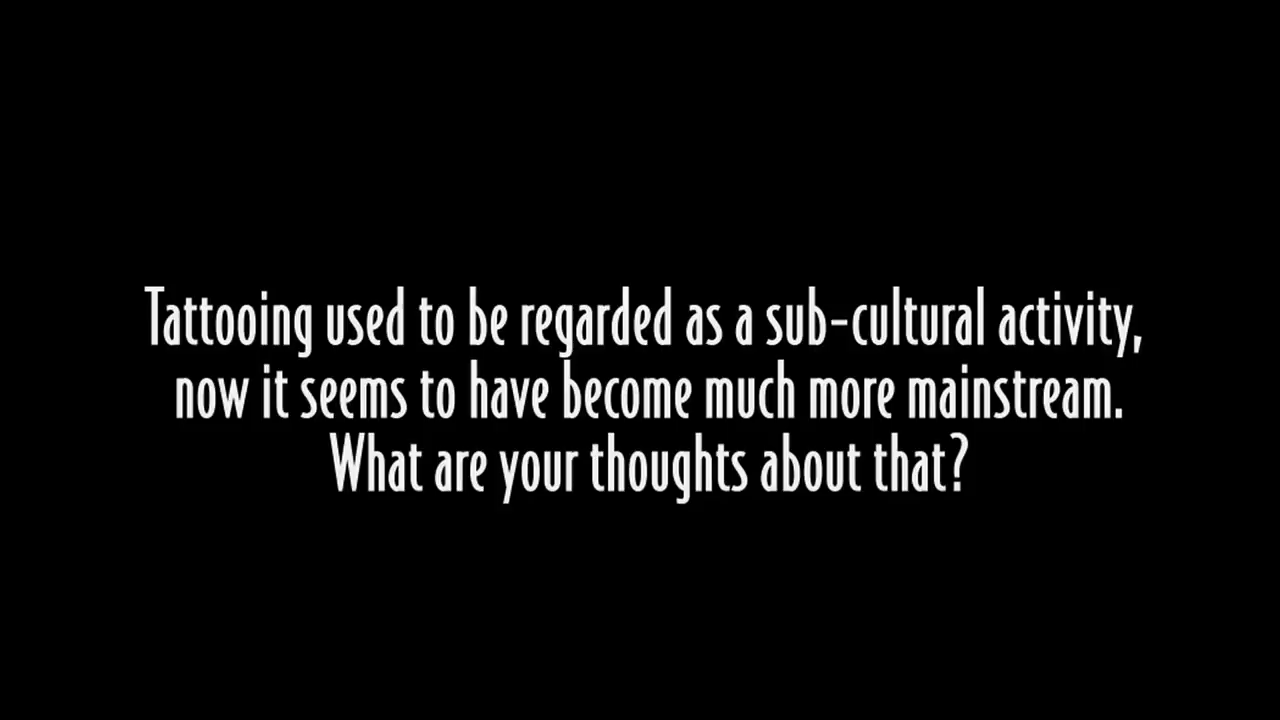 Tattooing used to be regarded as a sub-cultural activity,
now it seems to have become much more mainstream.
What are your thoughts about that?